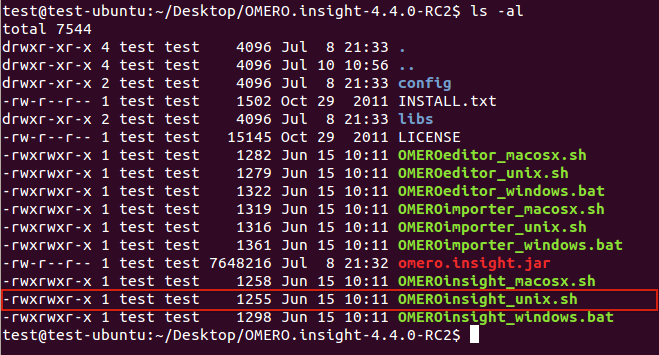 test@test-ubuntu:~/Desktop/OMERO.insight-4.4.0-RC2$ ls -al
total 7544
drwxr-xr-x 4 test test    4096 Jul  8 21:33 .
drwxr-xr-x 4 test test    4096 Jul 10 10:56 ..
drwxr-xr-x 2 test test    4096 Jul  8 21:33 config
-rw-r--r-- 1 test test    1502 Oct 29  2011 INSTALL.txt
drwxr-xr-x 2 test test    4096 Jul  8 21:33 libs
-rw-r--r-- 1 test test   15145 Oct 29  2011 LICENSE
-rwxrwxr-x 1 test test    1282 Jun 15 10:11 OMEROeditor_macosx.sh
-rwxrwxr-x 1 test test    1279 Jun 15 10:11 OMEROeditor_unix.sh
-rwxrwxr-x 1 test test    1322 Jun 15 10:11 OMEROeditor_windows.bat
-rwxrwxr-x 1 test test    1319 Jun 15 10:11 OMEROimporter_macosx.sh
-rwxrwxr-x 1 test test    1316 Jun 15 10:11 OMEROimporter_unix.sh
-rwxrwxr-x 1 test test    1361 Jun 15 10:11 OMEROimporter_windows.bat
-rw-r--r-- 1 test test 7648216 Jul  8 21:32 omero.insight.jar
-rwxrwxr-x 1 test test    1258 Jun 15 10:11 OMEROinsight_macosx.sh
-rwxrwxr-x 1 test test    1255 Jun 15 10:11 OMEROinsight_unix.sh
-rwxrwxr-x 1 test test    1298 Jun 15 10:11 OMEROinsight_windows.bat
test@test-ubuntu:~/Desktop/OMERO.insight-4.4.0-RC2$